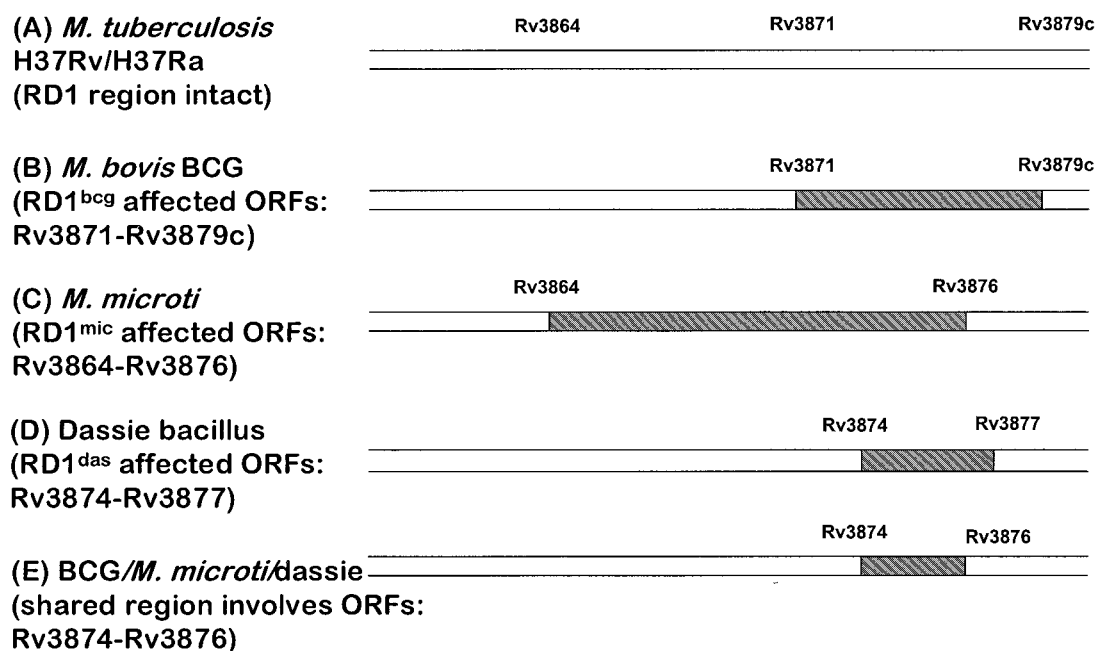 (A) M. tuberculosis
H37Rv/H37Ra
(RD1 region intact)
Rv3864 Rv3871 Rv3879c
(B) M. bovis BCG
(RD1bcg affected ORFs:
Rv3871-Rv3879c)
Rv3871 Rv3879c
(C) M. microti
(RD1mic affected ORFs:
Rv3864-Rv3876)
Rv3864 Rv3876
(D) Dassie bacillus
(RD1das affected ORFs:
Rv3874-Rv3877)
Rv3874 Rv3877
(E) BCG/M. microti/dassie
(shared region involves ORFs:
Rv3874-Rv3876)
Rv3874 Rv3876